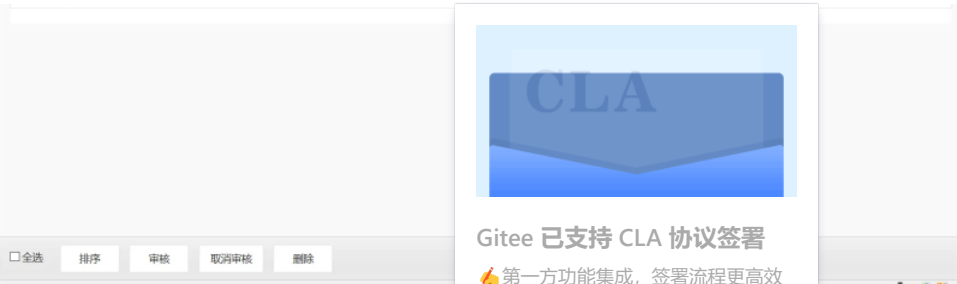 CLA
Gitee 已支持 CLA 协议签署
第一方功能集成，签署流程更高效
全选 排序 审核 取消审核 删除